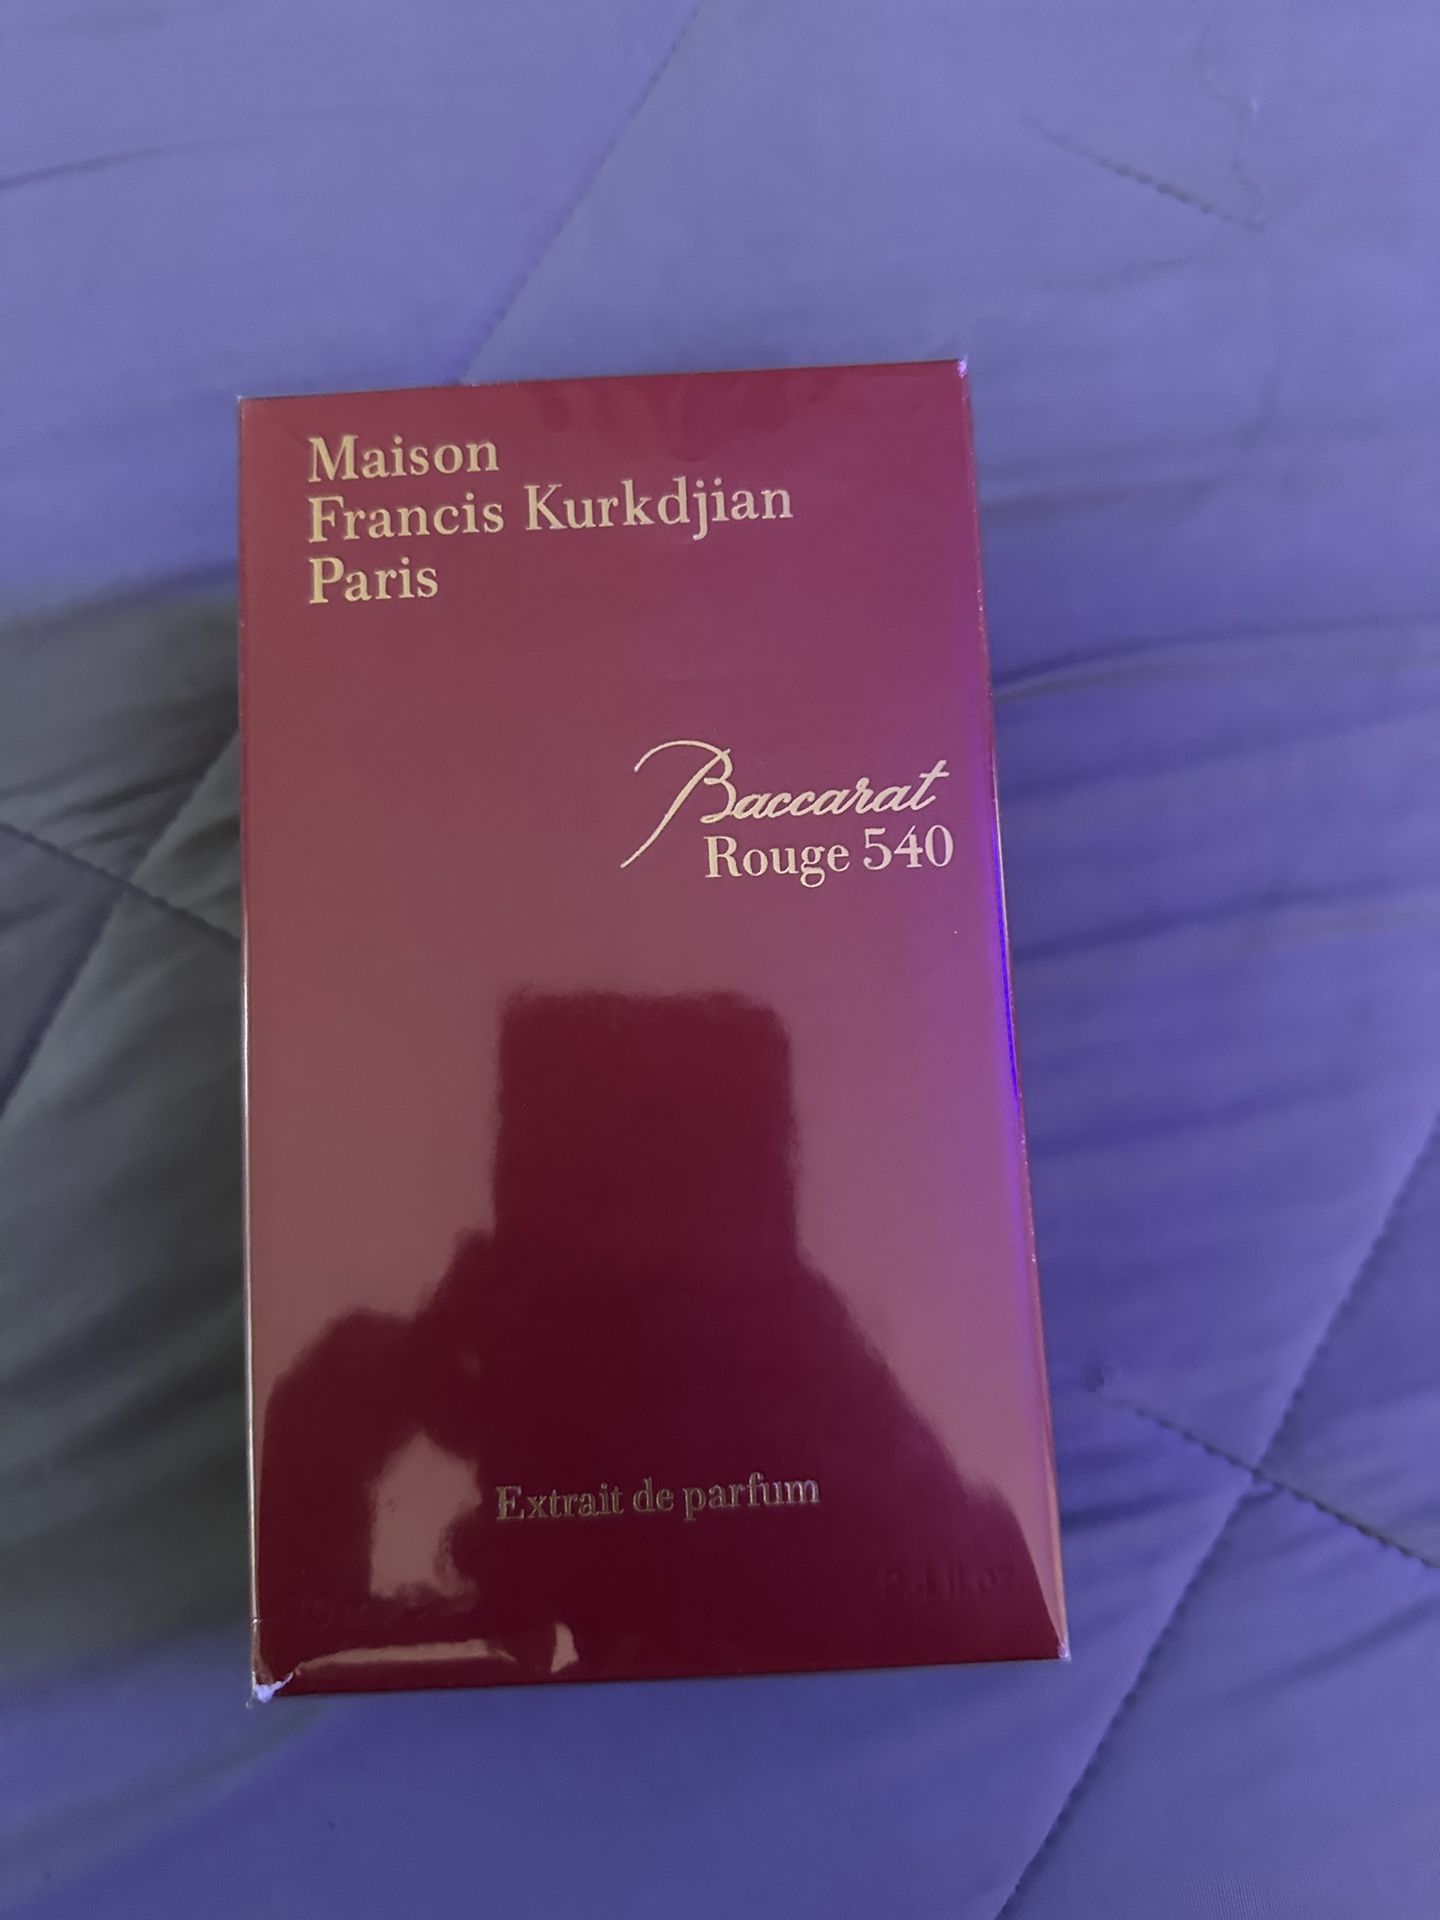 Maison
Francis Kurkdjian
Paris
Baccarat
Rouge 540
Extrait de parfum